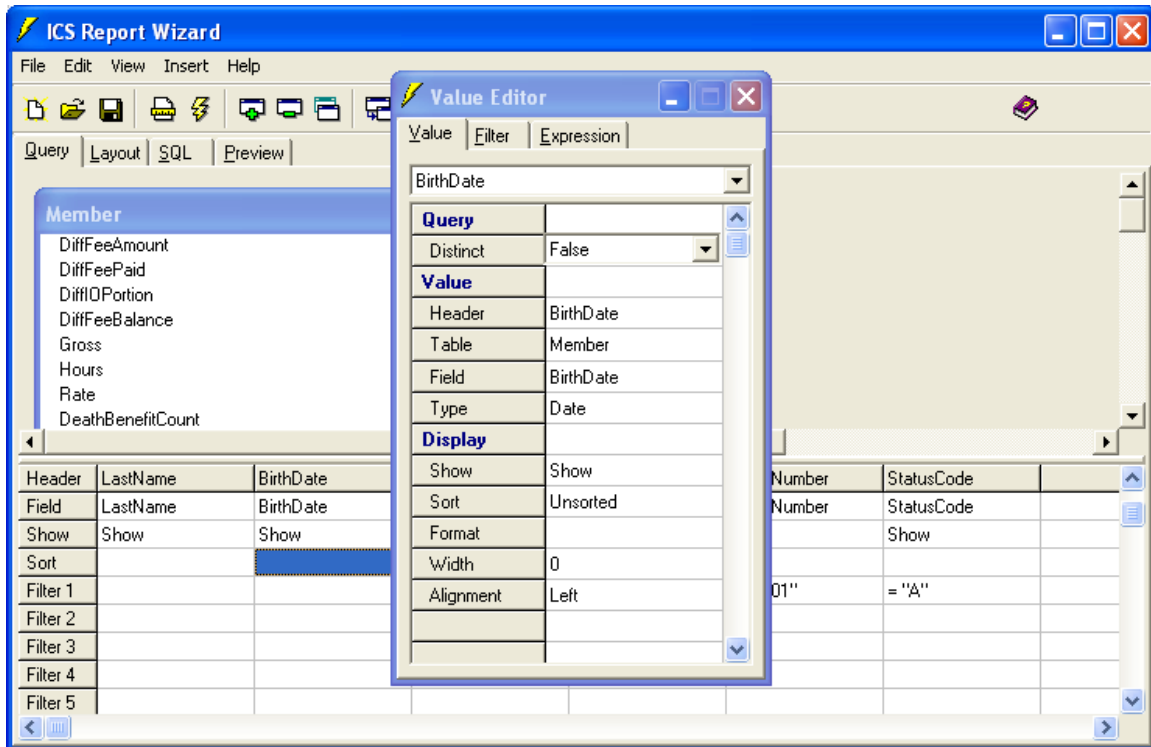 ICS Report Wizard
File Edit View Insert Help
Query Layout SQL Preview
Member
DiffFeeAmount
DiffFeePaid
DiffIOPortion
DiffFeeBalance
Gross
Hours
Rate
DeathBenefitCount
Value Editor
Value Filter Expression
BirthDate
Query
Distinct False
Value
Header BirthDate
Table Member
Field BirthDate
Type Date
Display
Show Show
Sort Unsorted
Format
Width 0
Alignment Left
Header LastName BirthDate Number StatusCode
Field LastName BirthDate Number StatusCode
Show Show Show Show
Sort
Filter 1 01" = "A"
Filter 2
Filter 3
Filter 4
Filter 5